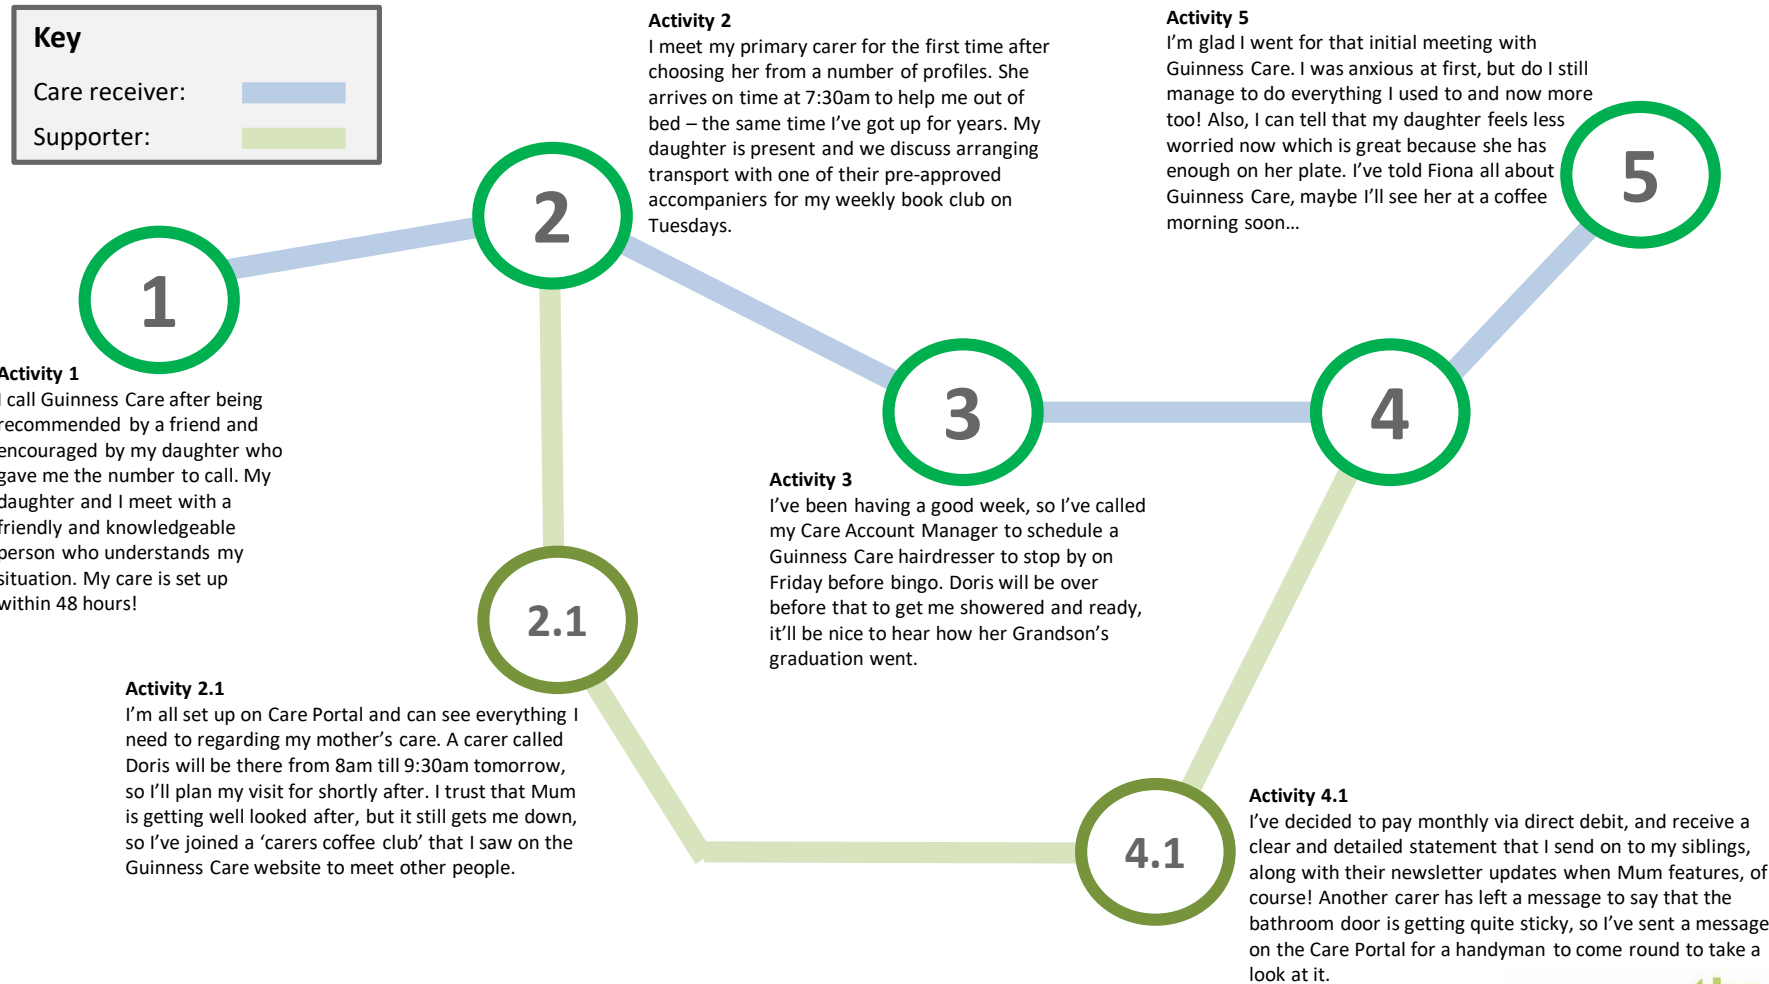 Key
Care receiver:
Supporter:
1
2
3
4
5
2.1
4.1
Activity 1
I call Guinness Care after being
recommended by a friend and
encouraged by my daughter who
gave me the number to call. My
daughter and I meet with a
friendly and knowledgeable
person who understands my
situation. My care is set up
within 48 hours!
Activity 2
I meet my primary carer for the first time after
choosing her from a number of profiles. She
arrives on time at 7:30am to help me out of
bed – the same time I've got up for years. My
daughter is present and we discuss arranging
transport with one of their pre-approved
accompaniers for my weekly book club on
Tuesdays.
Activity 5
I'm glad I went for that initial meeting with
Guinness Care. I was anxious at first, but do I still
manage to do everything I used to and now more
too! Also, I can tell that my daughter feels less
worried now which is great because she has
enough on her plate. I've told Fiona all about
Guinness Care, maybe I'll see her at a coffee
morning soon…
Activity 3
I've been having a good week, so I've called
my Care Account Manager to schedule a
Guinness Care hairdresser to stop by on
Friday before bingo. Doris will be over
before that to get me showered and ready,
it'll be nice to hear how her Grandson's
graduation went.
Activity 2.1
I'm all set up on Care Portal and can see everything I
need to regarding my mother's care. A carer called
Doris will be there from 8am till 9:30am tomorrow,
so I'll plan my visit for shortly after. I trust that Mum
is getting well looked after, but it still gets me down,
so I've joined a 'carers coffee club' that I saw on the
Guinness Care website to meet other people.
Activity 4.1
I've decided to pay monthly via direct debit, and receive a
clear and detailed statement that I send on to my siblings,
along with their newsletter updates when Mum features, of
course! Another carer has left a message to say that the
bathroom door is getting quite sticky, so I've sent a message
on the Care Portal for a handyman to come round to take a
look at it.